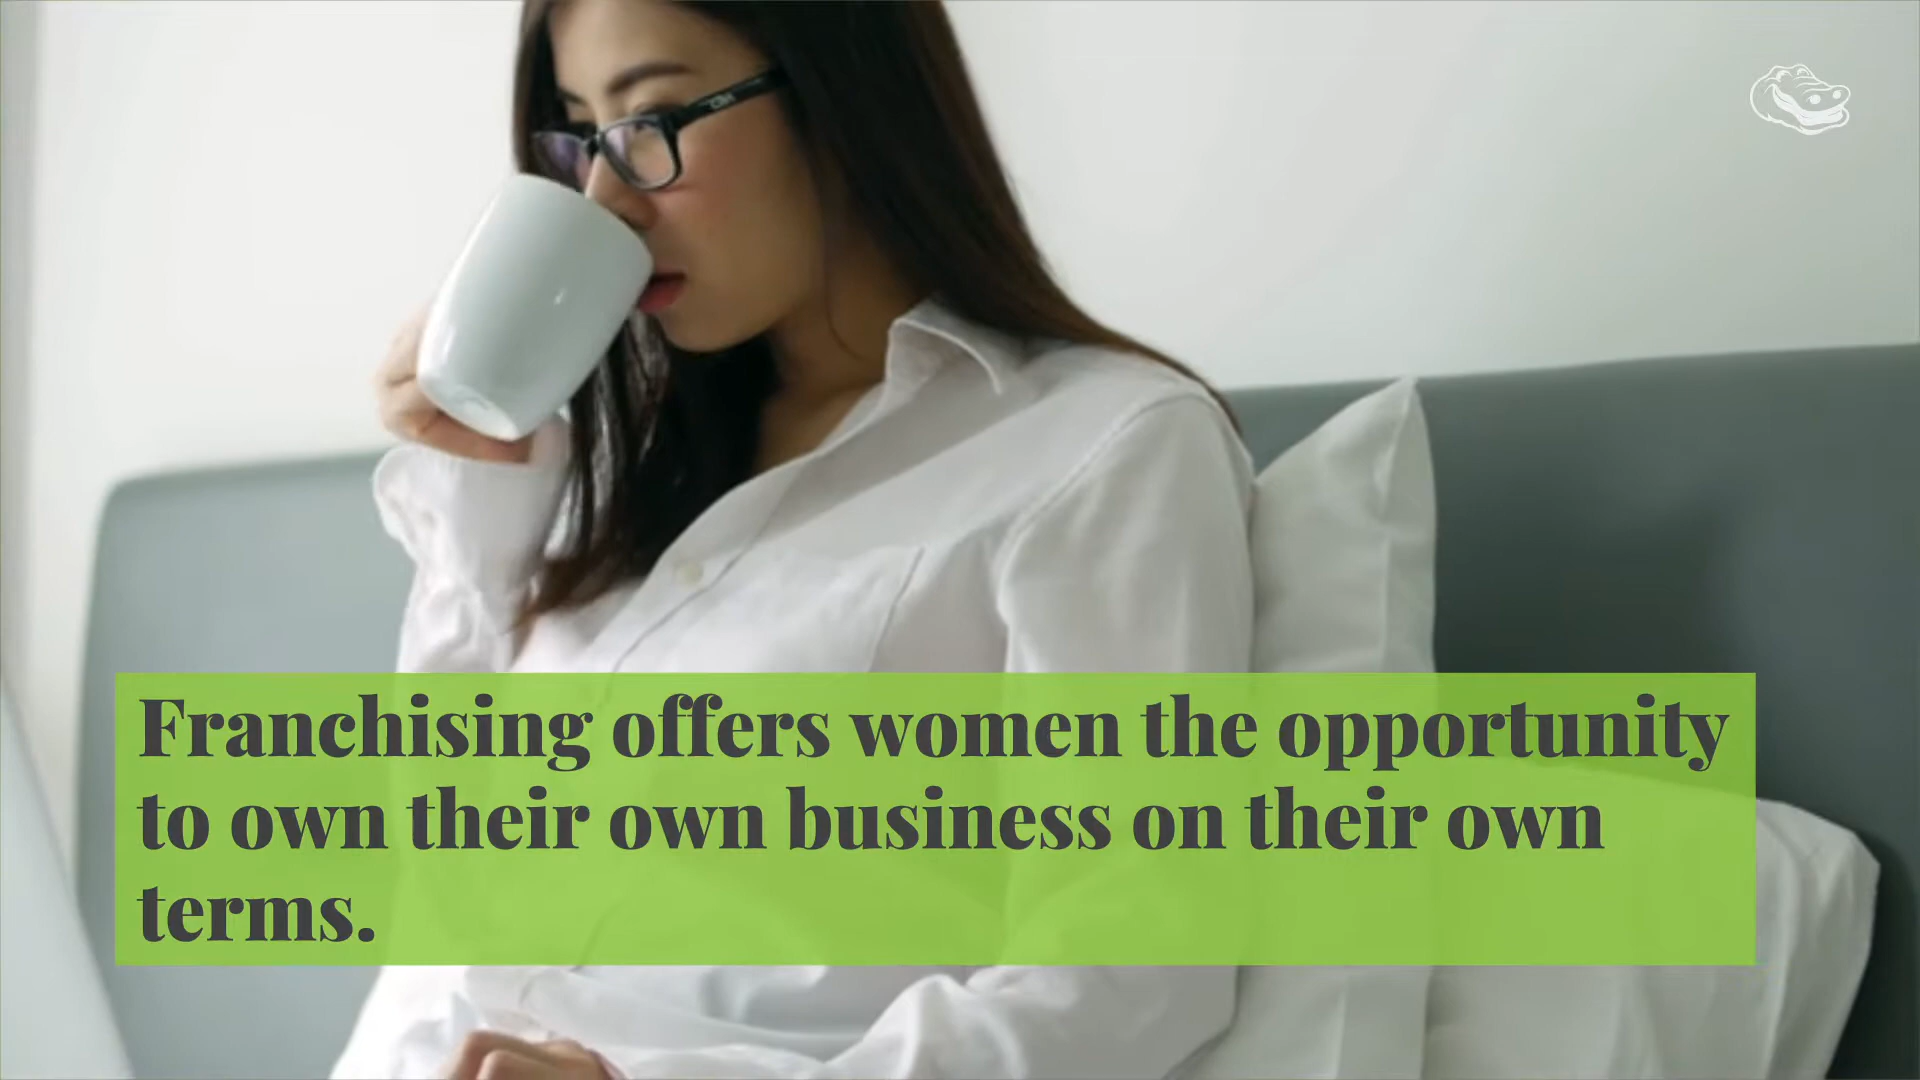 Franchising offers women the opportunity
to own their own business on their own
terms.